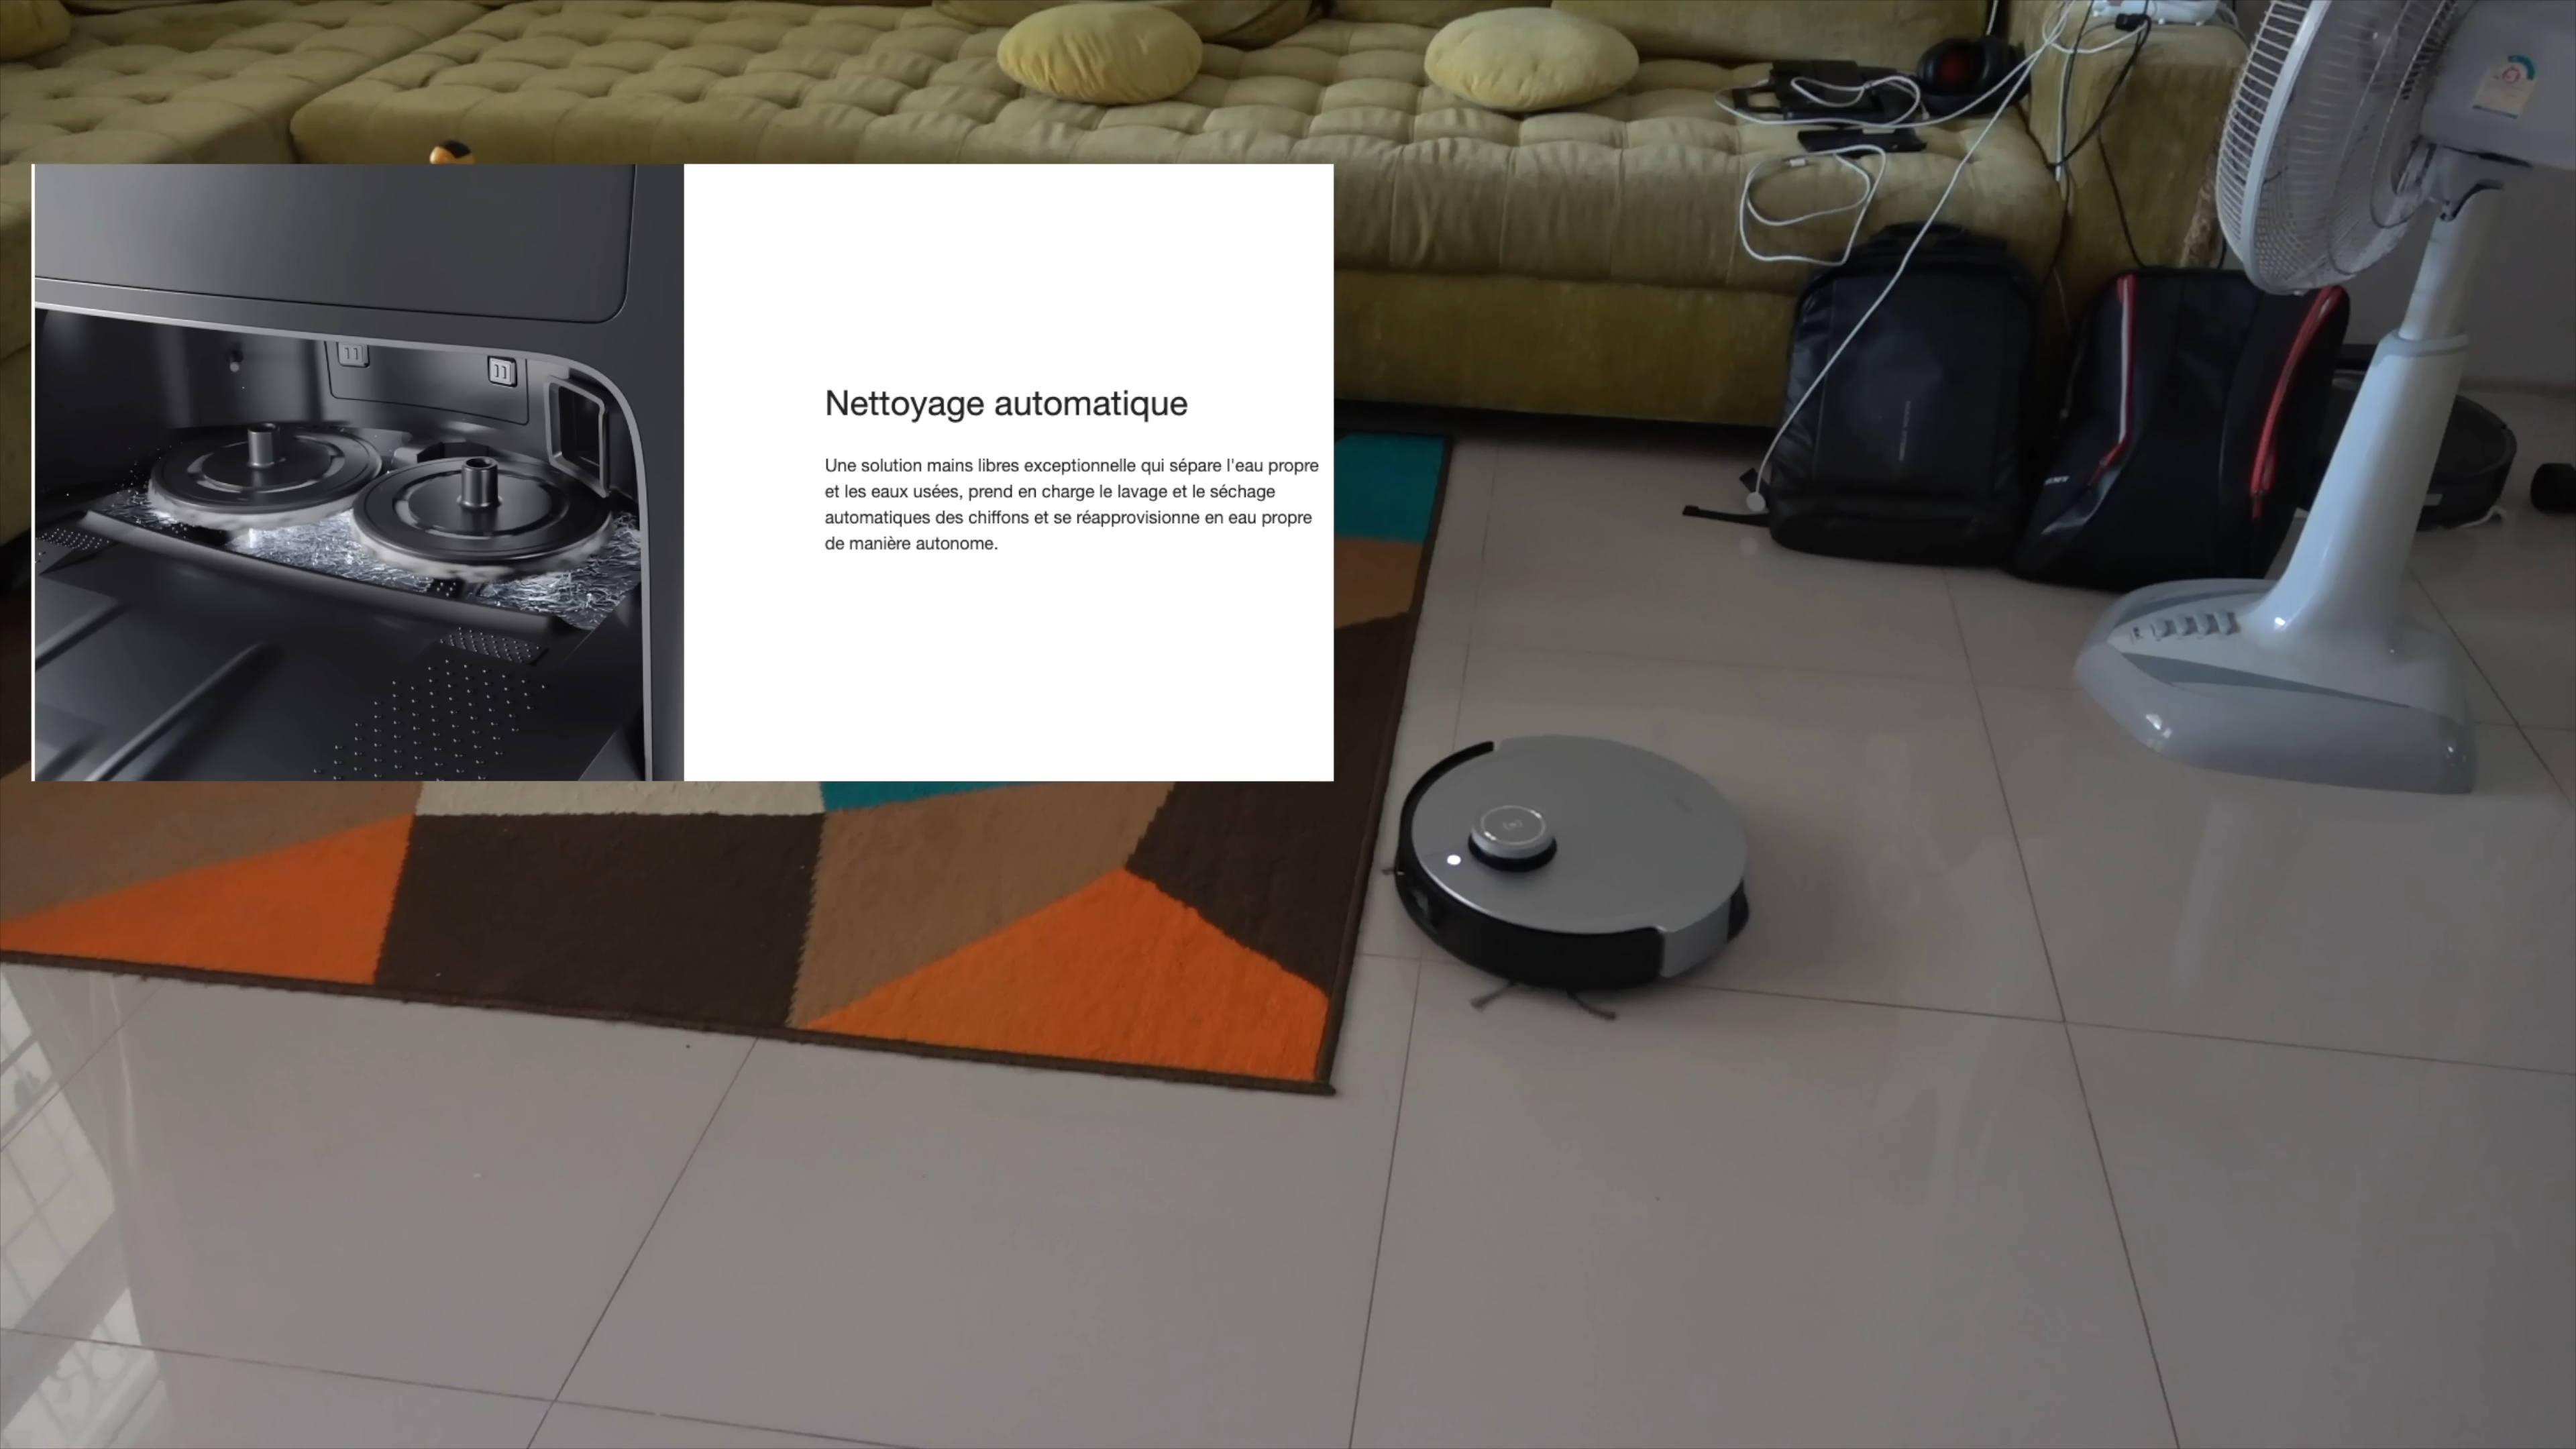 Nettoyage automatique
Une solution mains libres exceptionnelle qui sépare l'eau propre
et les eaux usées, prend en charge le lavage et le séchage
automatiques des chiffons et se réapprovisionne en eau propre
de manière autonome.